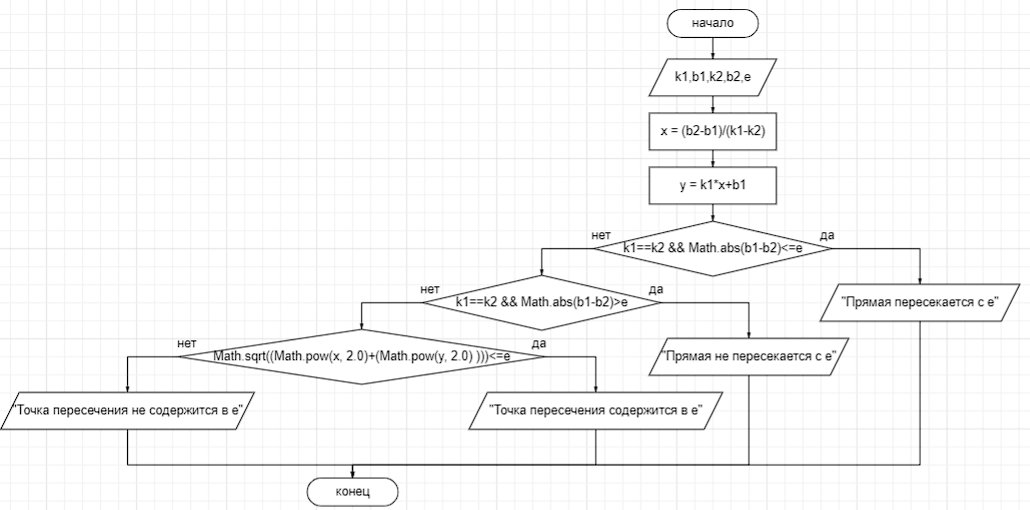 начало
k1,b1,k2,b2,e
x = (b2-b1)/(k1-k2)
y = k1*x+b1
нет
да
k1==k2 && Math.abs(b1-b2)<=e
нет
да
k1==k2 && Math.abs(b1-b2)>e
"Прямая пересекается с e"
нет
да
Math.sqrt((Math.pow(x, 2.0)+(Math.pow(y, 2.0) )))<=e
"Прямая не пересекается с e"
"Точка пересечения не содержится в e"
"Точка пересечения содержится в e"
конец